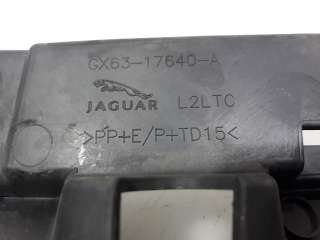 GX63-17640-A
JAGUAR L2LTC
>PP+E/P+TD15<